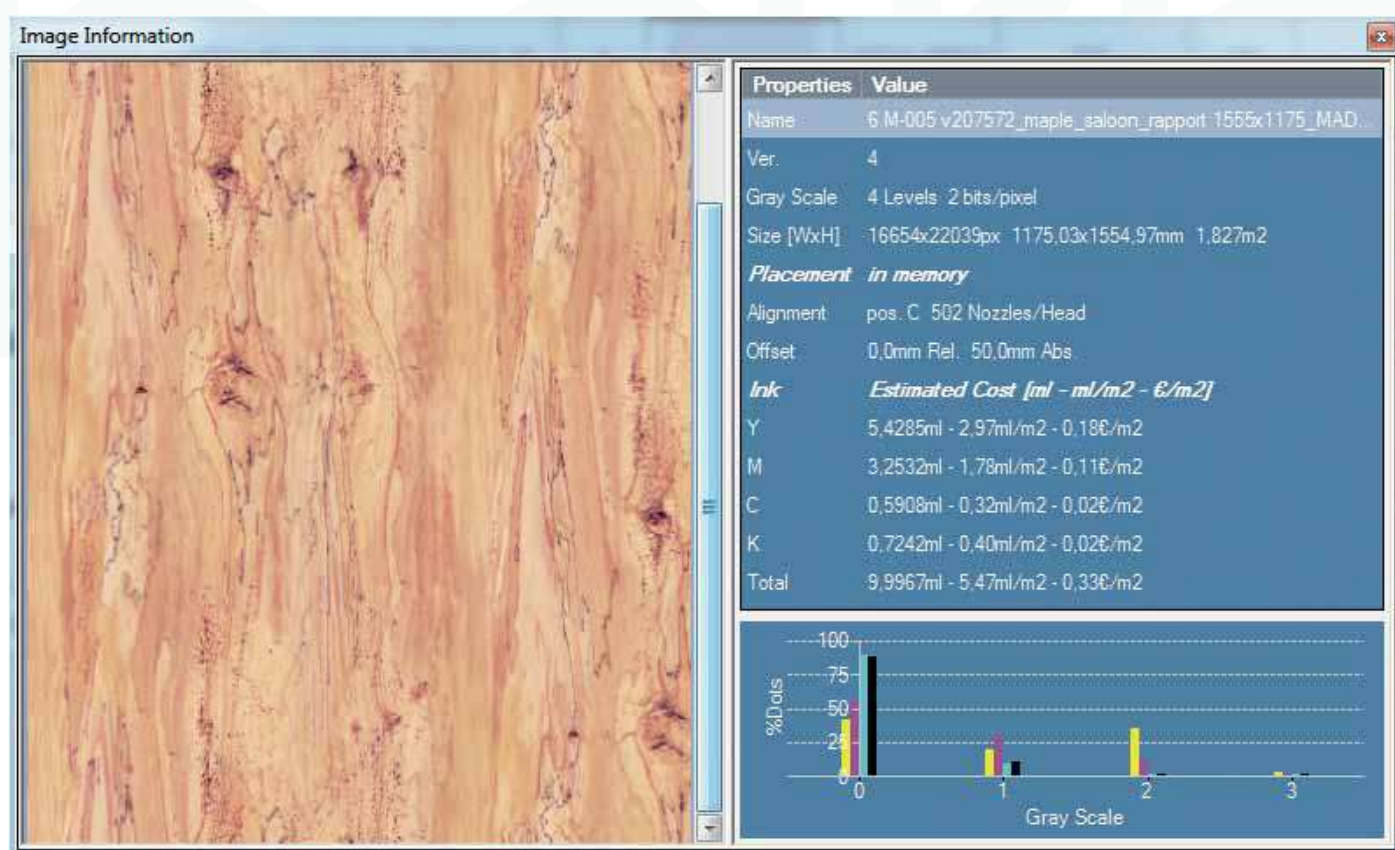 Image Information
Properties Value
Name 6 M-005 v207572_maple_saloon_rapport 1555x1175_MAD...
Ver. 4
Gray Scale 4 Levels 2 bits/pixel
Size [WxH] 16654x22039px 1175,03x1554,97mm 1,827m2
Placement in memory
Alignment pos. C 502 Nozzles/Head
Offset 0,0mm Rel. 50,0mm Abs
Ink Estimated Cost [ml - ml/m2 - €/m2]
Y 5,4285ml - 2,97ml/m2 - 0,18€/m2
M 3,2532ml - 1,78ml/m2 - 0,11€/m2
C 0,5908ml - 0,32ml/m2 - 0,02€/m2
K 0,7242ml - 0,40ml/m2 - 0,02€/m2
Total 9,9967ml - 5,47ml/m2 - 0,33€/m2
100
75
50
25
0
%Dots
0 1 2 3
Gray Scale